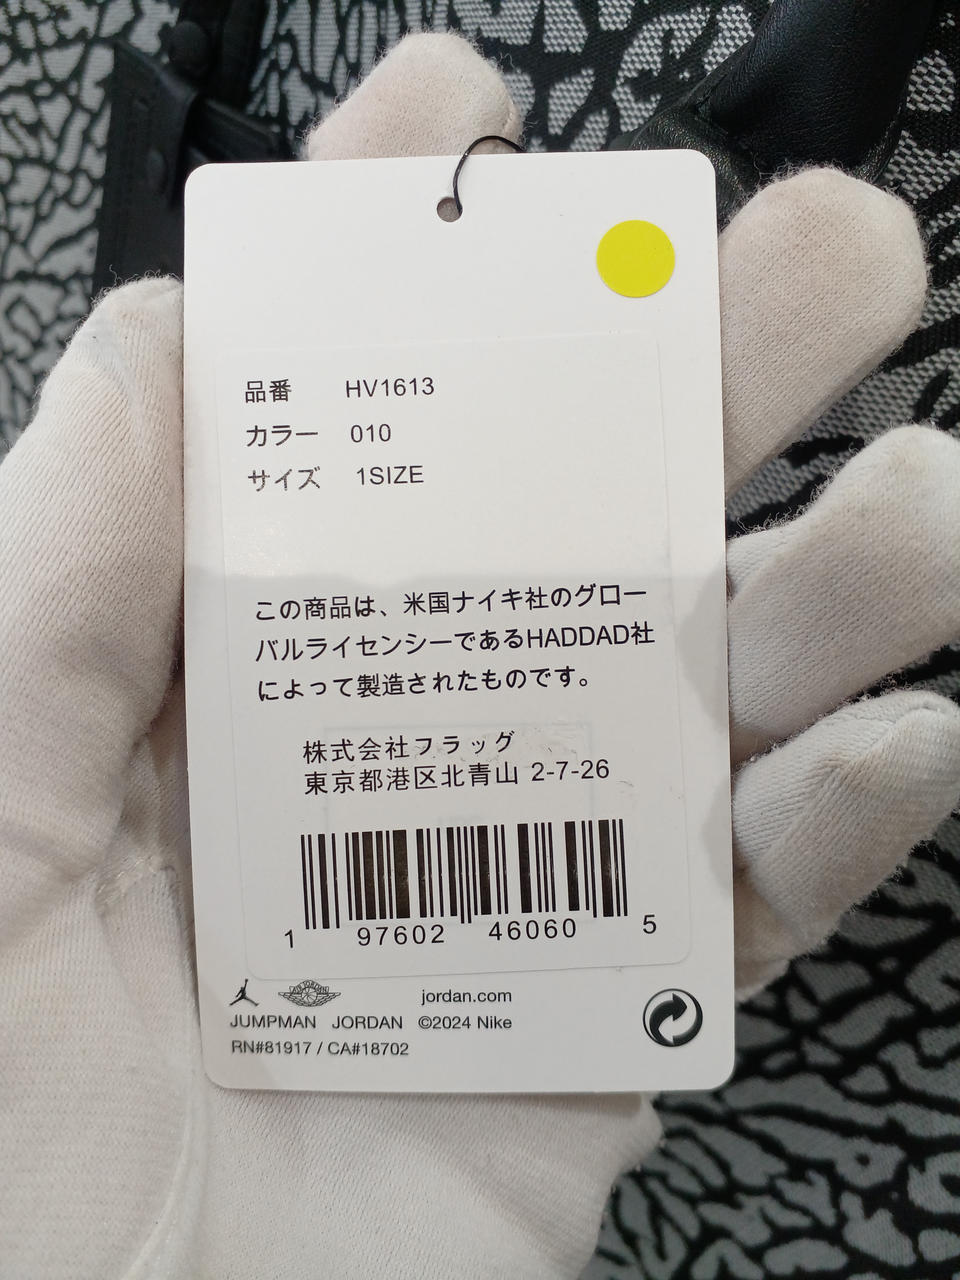 品番 HV1613
カラー 010
サイズ 1SIZE
この商品は、米国ナイキ社のグロー
バルライセンシーであるHADDAD社
によって製造されたものです。
株式会社フラッグ
東京都港区北青山 2-7-26
1 97602 46060 5
AIR JORDAN
jordan.com
JUMPMAN JORDAN ©2024 Nike
RN#81917 / CA#18702